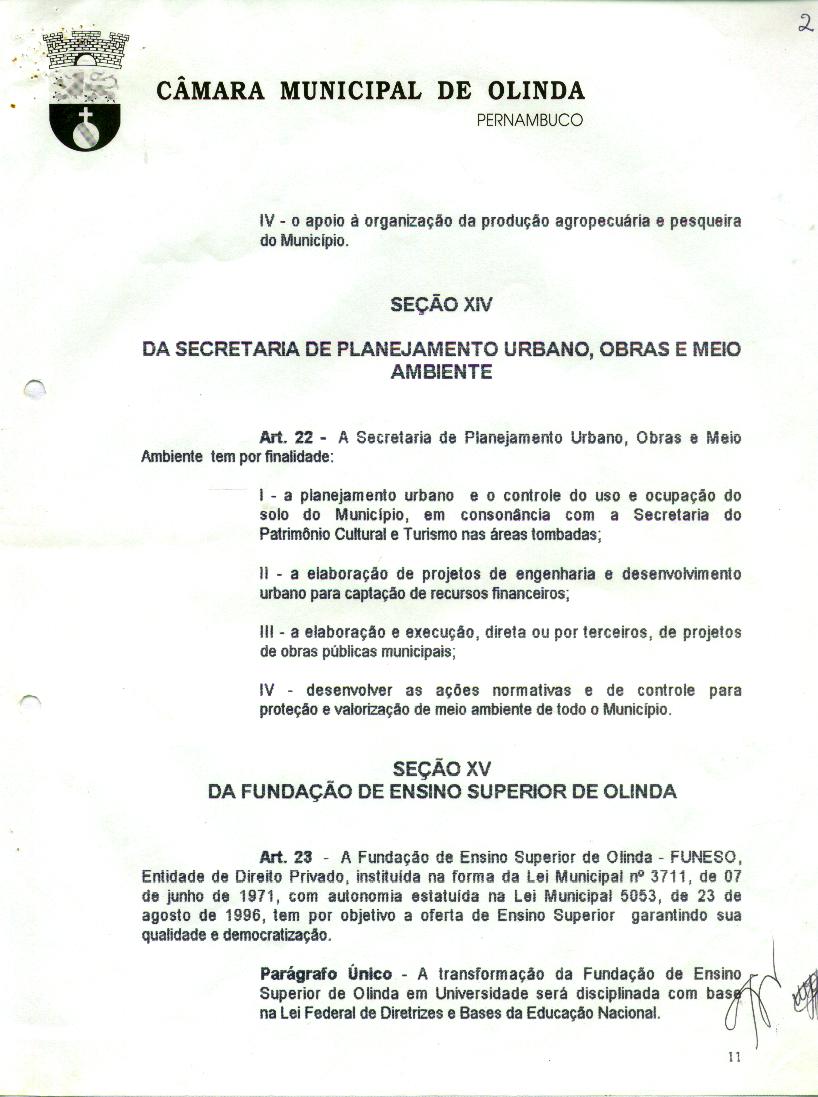 2
CÂMARA MUNICIPAL DE OLINDA
PERNAMBUCO
IV - o apoio à organização da produção agropecuária e pesqueira
do Município.
SEÇÃO XIV
DA SECRETARIA DE PLANEJAMENTO URBANO, OBRAS E MEIO
AMBIENTE
Art. 22 - A Secretaria de Planejamento Urbano, Obras e Meio
Ambiente tem por finalidade:
I - a planejamento urbano e o controle do uso e ocupação do
solo do Município, em consonância com a Secretaria do
Patrimônio Cultural e Turismo nas áreas tombadas;
II - a elaboração de projetos de engenharia e desenvolvimento
urbano para captação de recursos financeiros;
III - a elaboração e execução, direta ou por terceiros, de projetos
de obras públicas municipais;
IV - desenvolver as ações normativas e de controle para
proteção e valorização de meio ambiente de todo o Município.
SEÇÃO XV
DA FUNDAÇÃO DE ENSINO SUPERIOR DE OLINDA
Art. 23 - A Fundação de Ensino Superior de Olinda - FUNESO,
Entidade de Direito Privado, instituída na forma da Lei Municipal nº 3711, de 07
de junho de 1971, com autonomia estatuída na Lei Municipal 5053, de 23 de
agosto de 1996, tem por objetivo a oferta de Ensino Superior garantindo sua
qualidade e democratização.
Parágrafo Único - A transformação da Fundação de Ensino
Superior de Olinda em Universidade será disciplinada com base
na Lei Federal de Diretrizes e Bases da Educação Nacional.
11